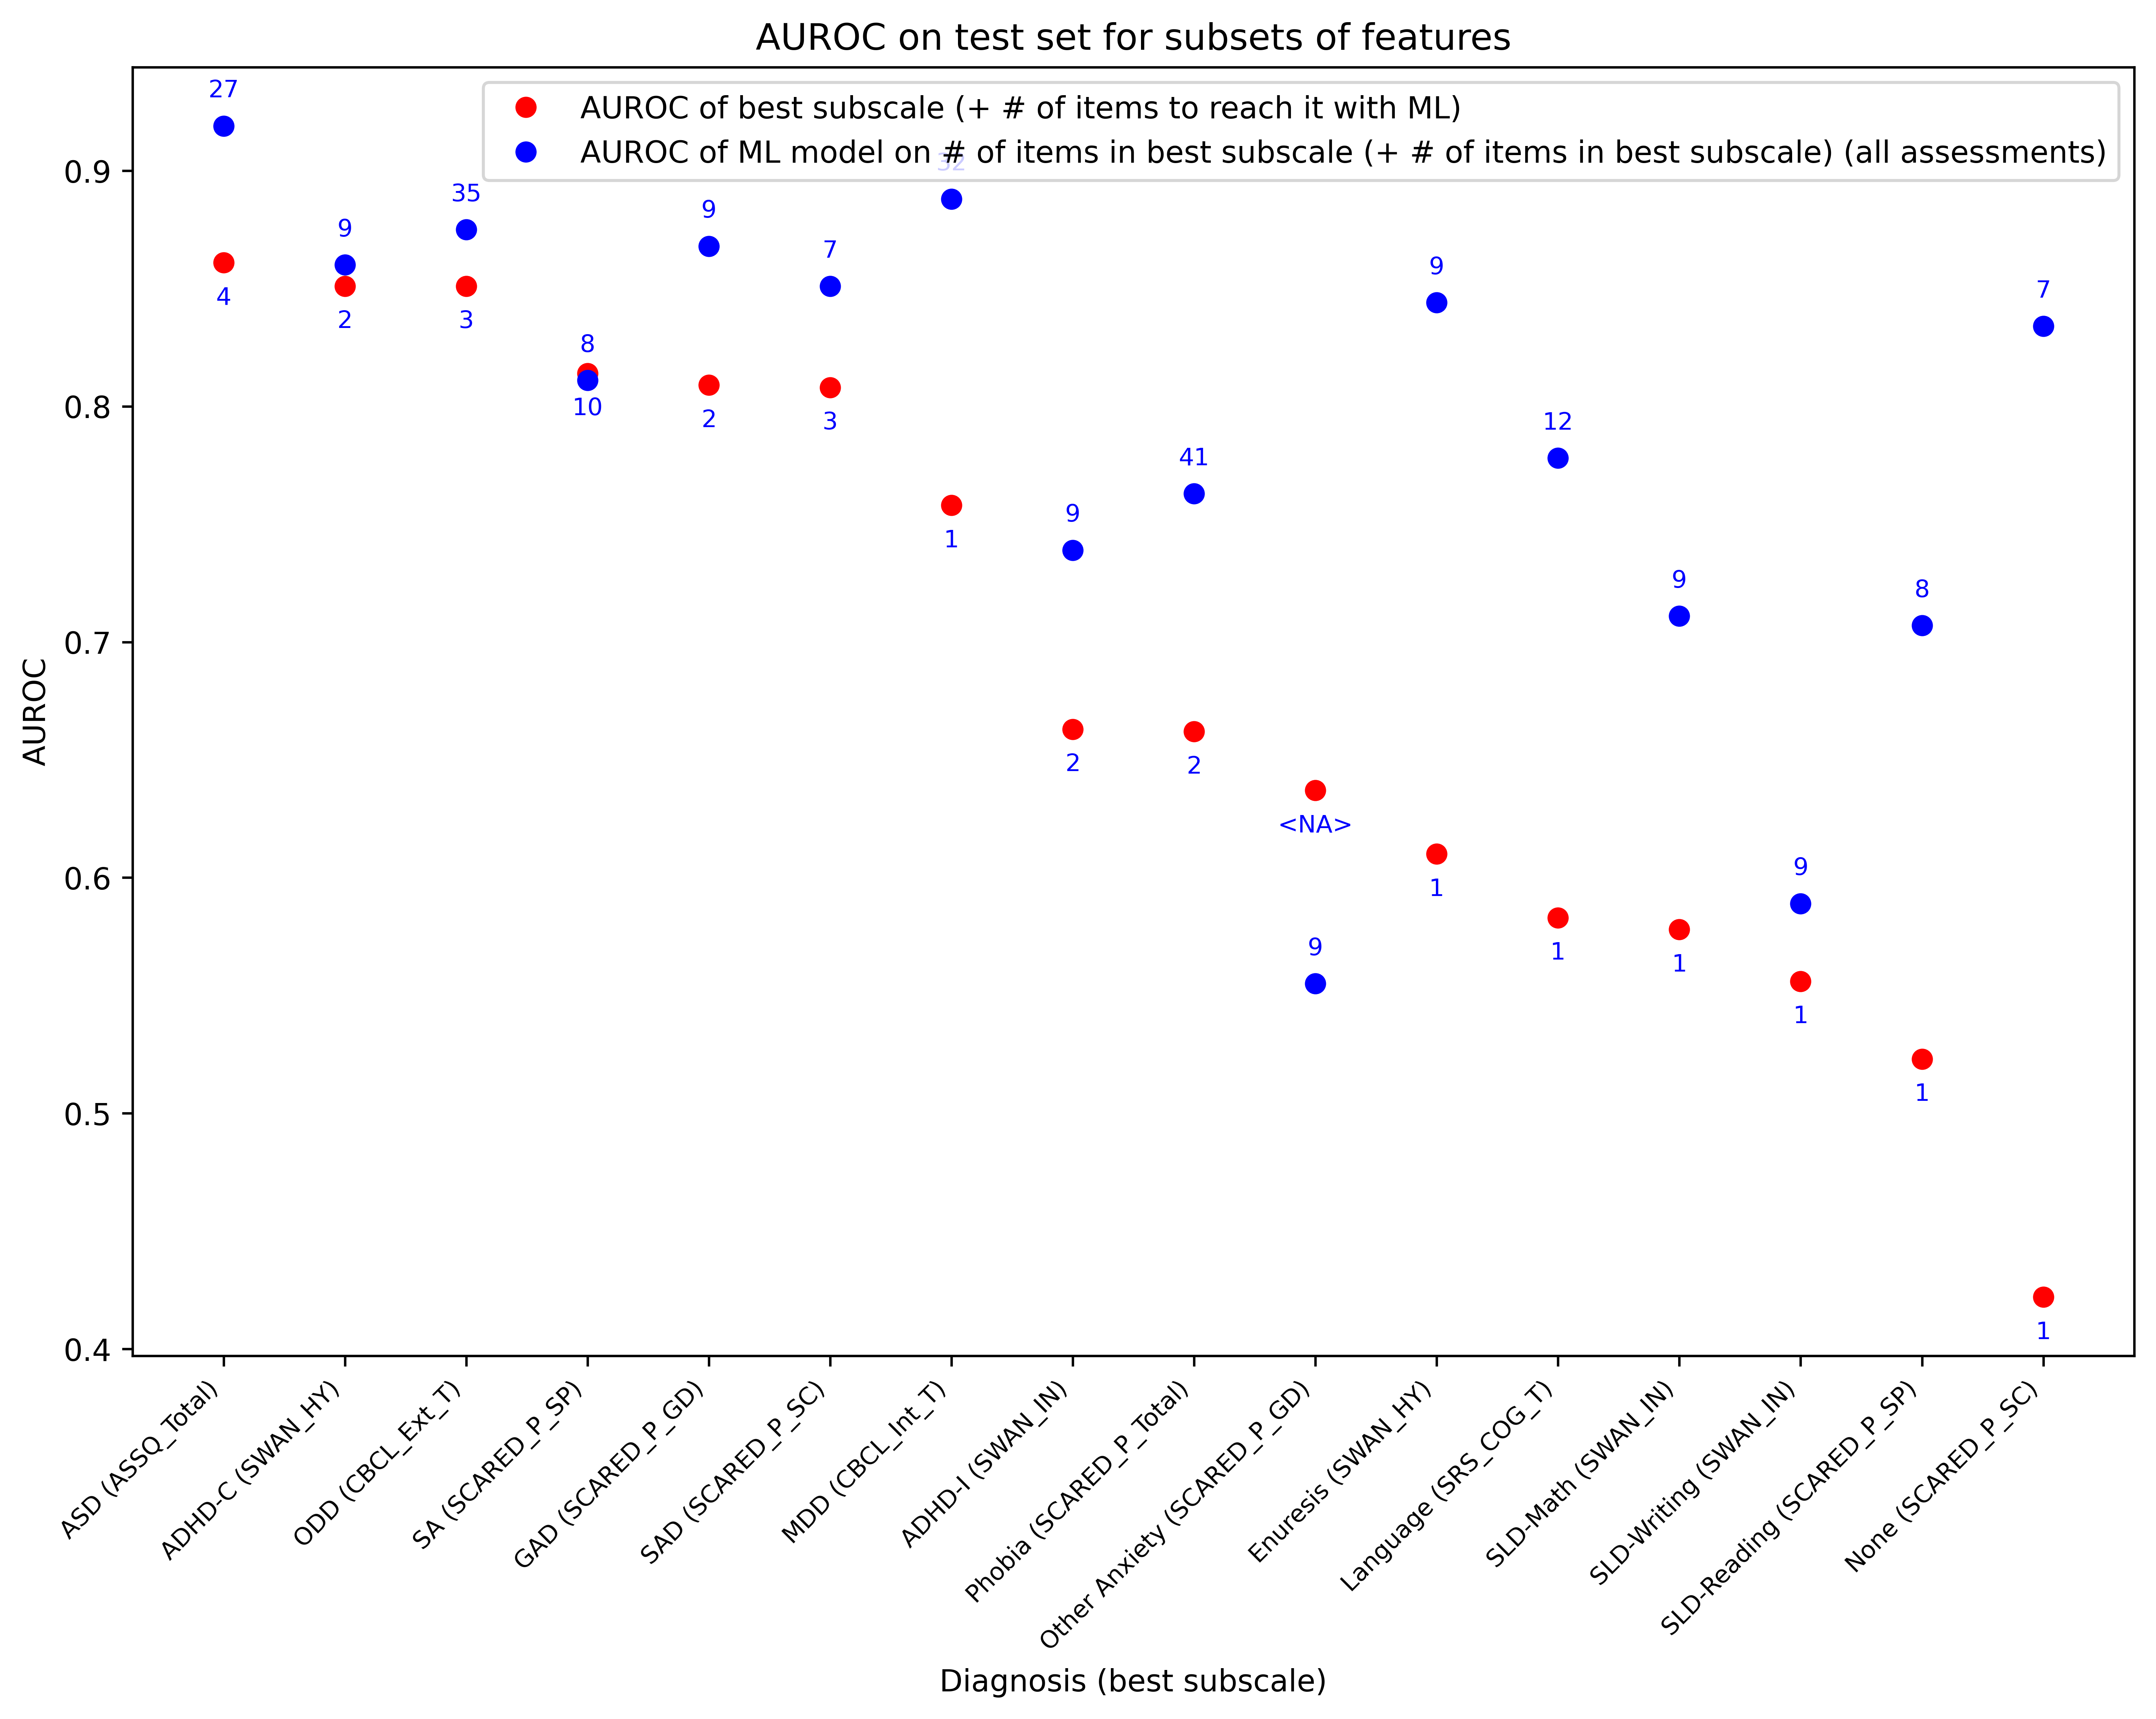 AUROC on test set for subsets of features
AUROC of best subscale (+ # of items to reach it with ML)
AUROC of ML model on # of items in best subscale (+ # of items in best subscale) (all assessments)
AUROC
0.9
0.8
0.7
0.6
0.5
0.4
27
9
35
8
9
7
32
9
41
9
9
12
9
9
8
7
4
2
3
10
2
3
1
2
2
<NA>
1
1
1
1
1
1
ASD (ASSQ_Total)
ADHD-C (SWAN_HY)
ODD (CBCL_Ext_T)
SA (SCARED_P_SP)
GAD (SCARED_P_GD)
SAD (SCARED_P_SC)
MDD (CBCL_Int_T)
ADHD-I (SWAN_IN)
Phobia (SCARED_P_Total)
Other Anxiety (SCARED_P_GD)
Enuresis (SWAN_HY)
Language (SRS_COG_T)
SLD-Math (SWAN_IN)
SLD-Writing (SWAN_IN)
SLD-Reading (SCARED_P_SP)
None (SCARED_P_SC)
Diagnosis (best subscale)